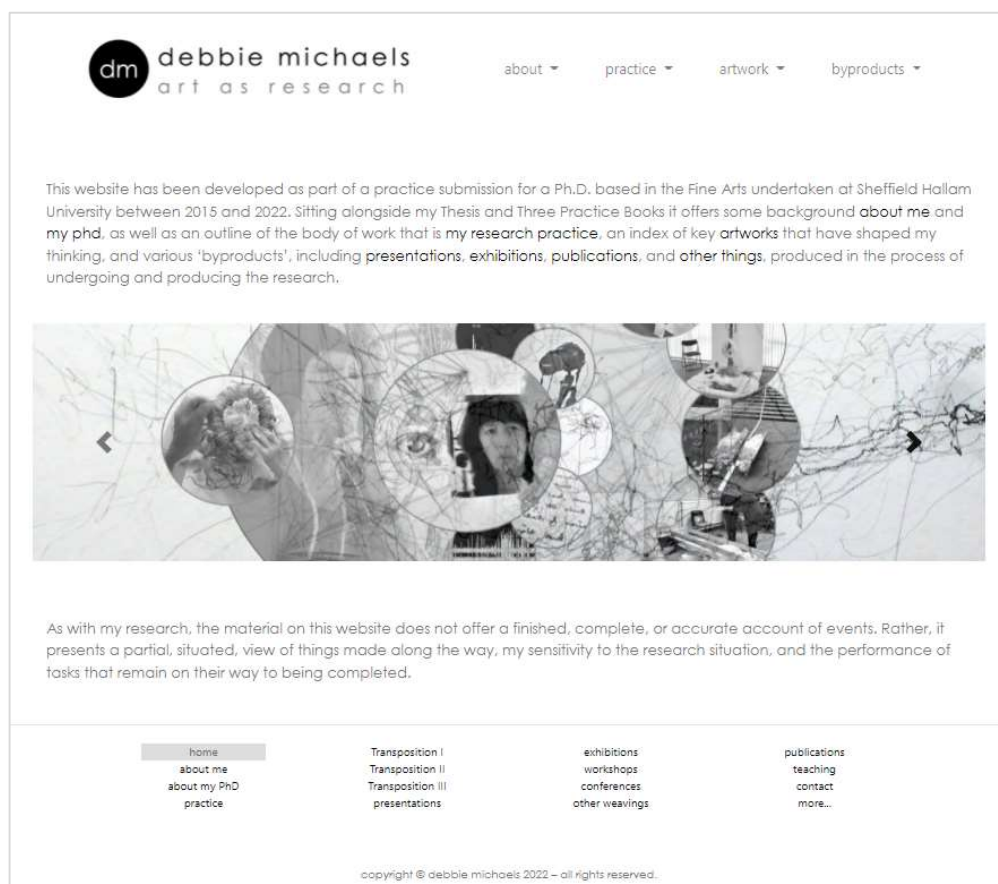 dm
debbie michaels
art as research
about
practice
artwork
byproducts
This website has been developed as part of a practice submission for a Ph.D. based in the Fine Arts undertaken at Sheffield Hallam
University between 2015 and 2022. Sitting alongside my Thesis and Three Practice Books it offers some background about me and
my phd, as well as an outline of the body of work that is my research practice, an index of key artworks that have shaped my
thinking, and various ‘byproducts’, including presentations, exhibitions, publications, and other things, produced in the process of
undergoing and producing the research.
As with my research, the material on this website does not offer a finished, complete, or accurate account of events. Rather, it
presents a partial, situated, view of things made along the way, my sensitivity to the research situation, and the performance of
tasks that remain on their way to being completed.
home
about me
about my PhD
practice
Transposition I
Transposition II
Transposition III
presentations
exhibitions
workshops
conferences
other weavings
publications
teaching
contact
more...
copyright © debbie michaels 2022 – all rights reserved.